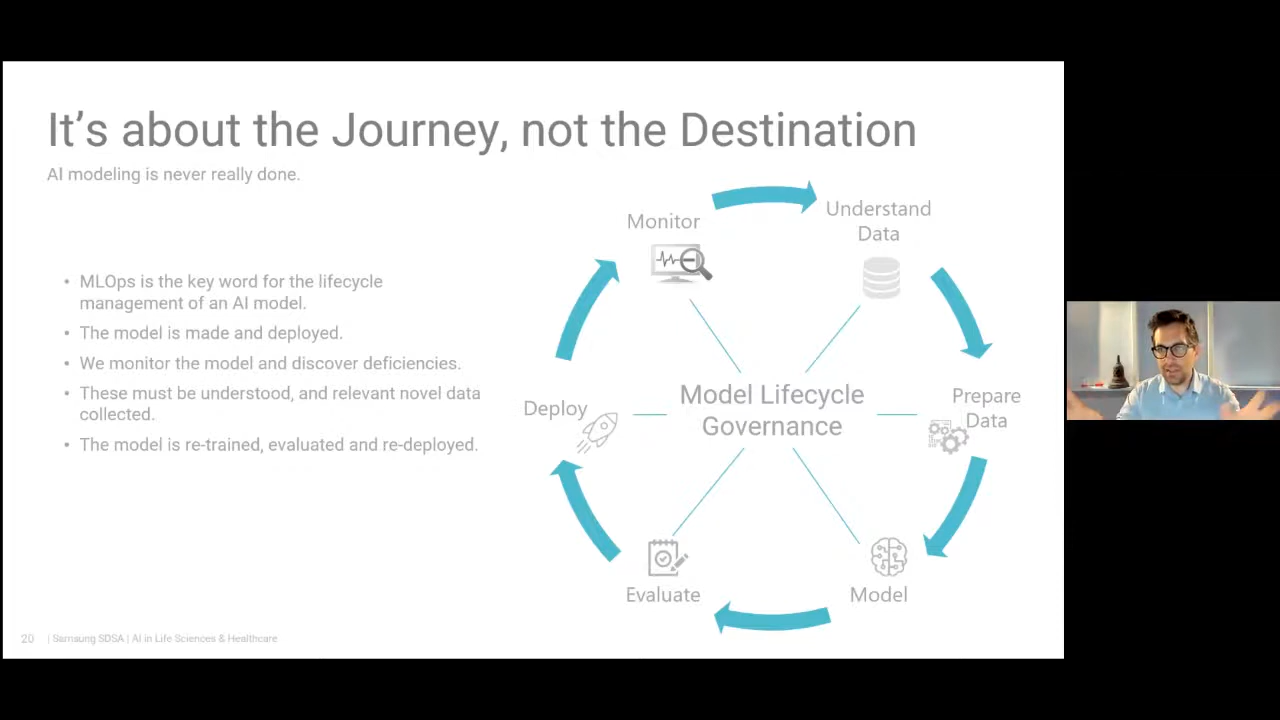 It's about the Journey, not the Destination
AI modeling is never really done.
• MLOps is the key word for the lifecycle
management of an AI model.
• The model is made and deployed.
• We monitor the model and discover deficiencies.
• These must be understood, and relevant novel data
collected.
• The model is re-trained, evaluated and re-deployed.
Monitor
Understand
Data
Prepare
Data
Model
Evaluate
Deploy
Model Lifecycle
Governance
20 | Samsung SDSA | AI in Life Sciences & Healthcare